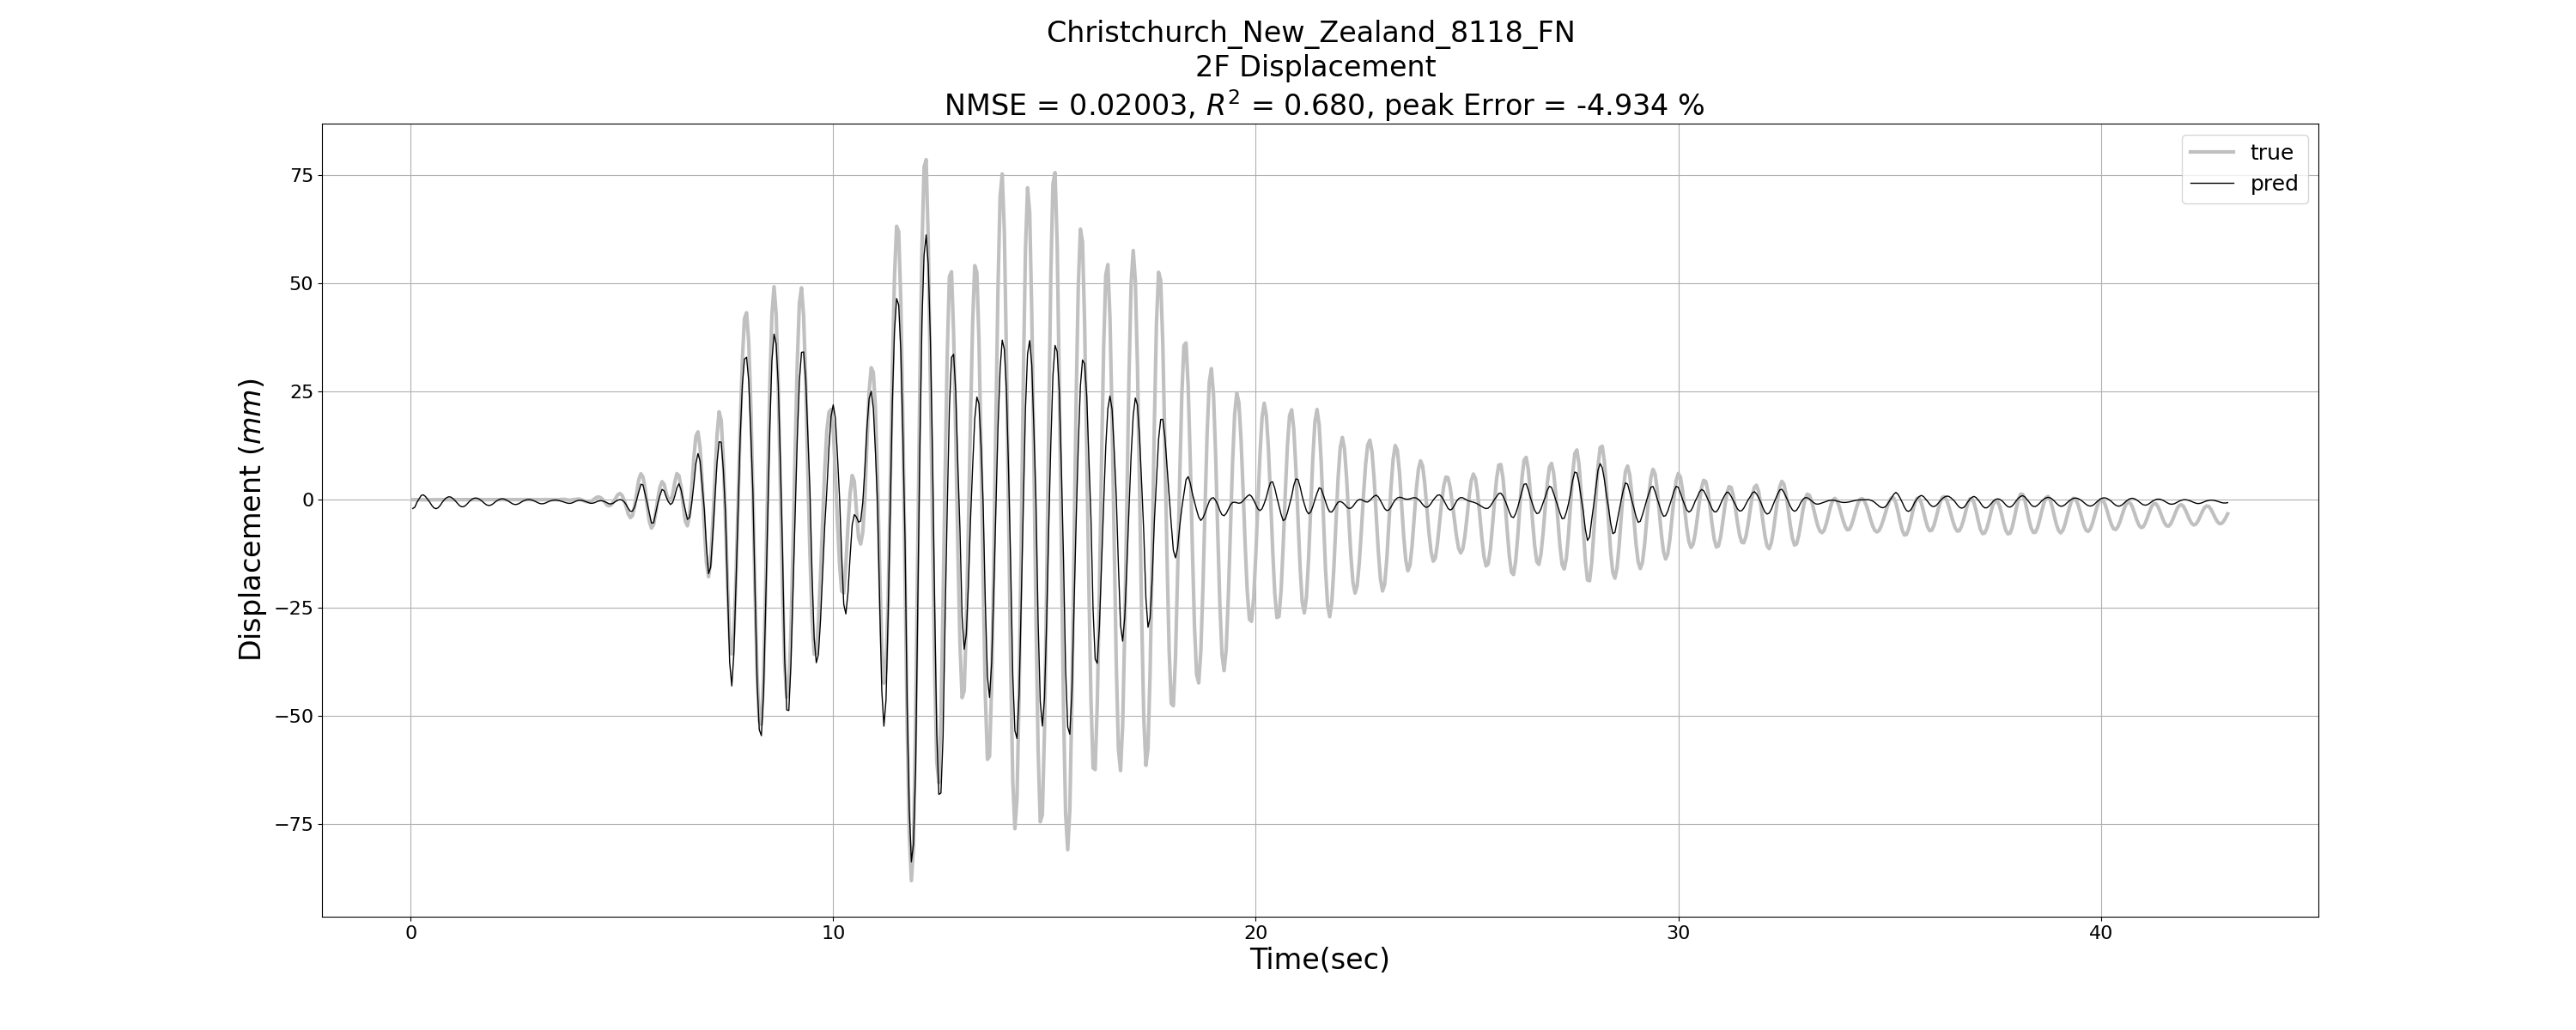 Christchurch_New_Zealand_8118_FN
2F Displacement
NMSE = 0.02003, R² = 0.680, peak Error = -4.934 %
true
pred
Displacement (mm)
75
50
25
0
−25
−50
−75
0 10 20 30 40
Time(sec)